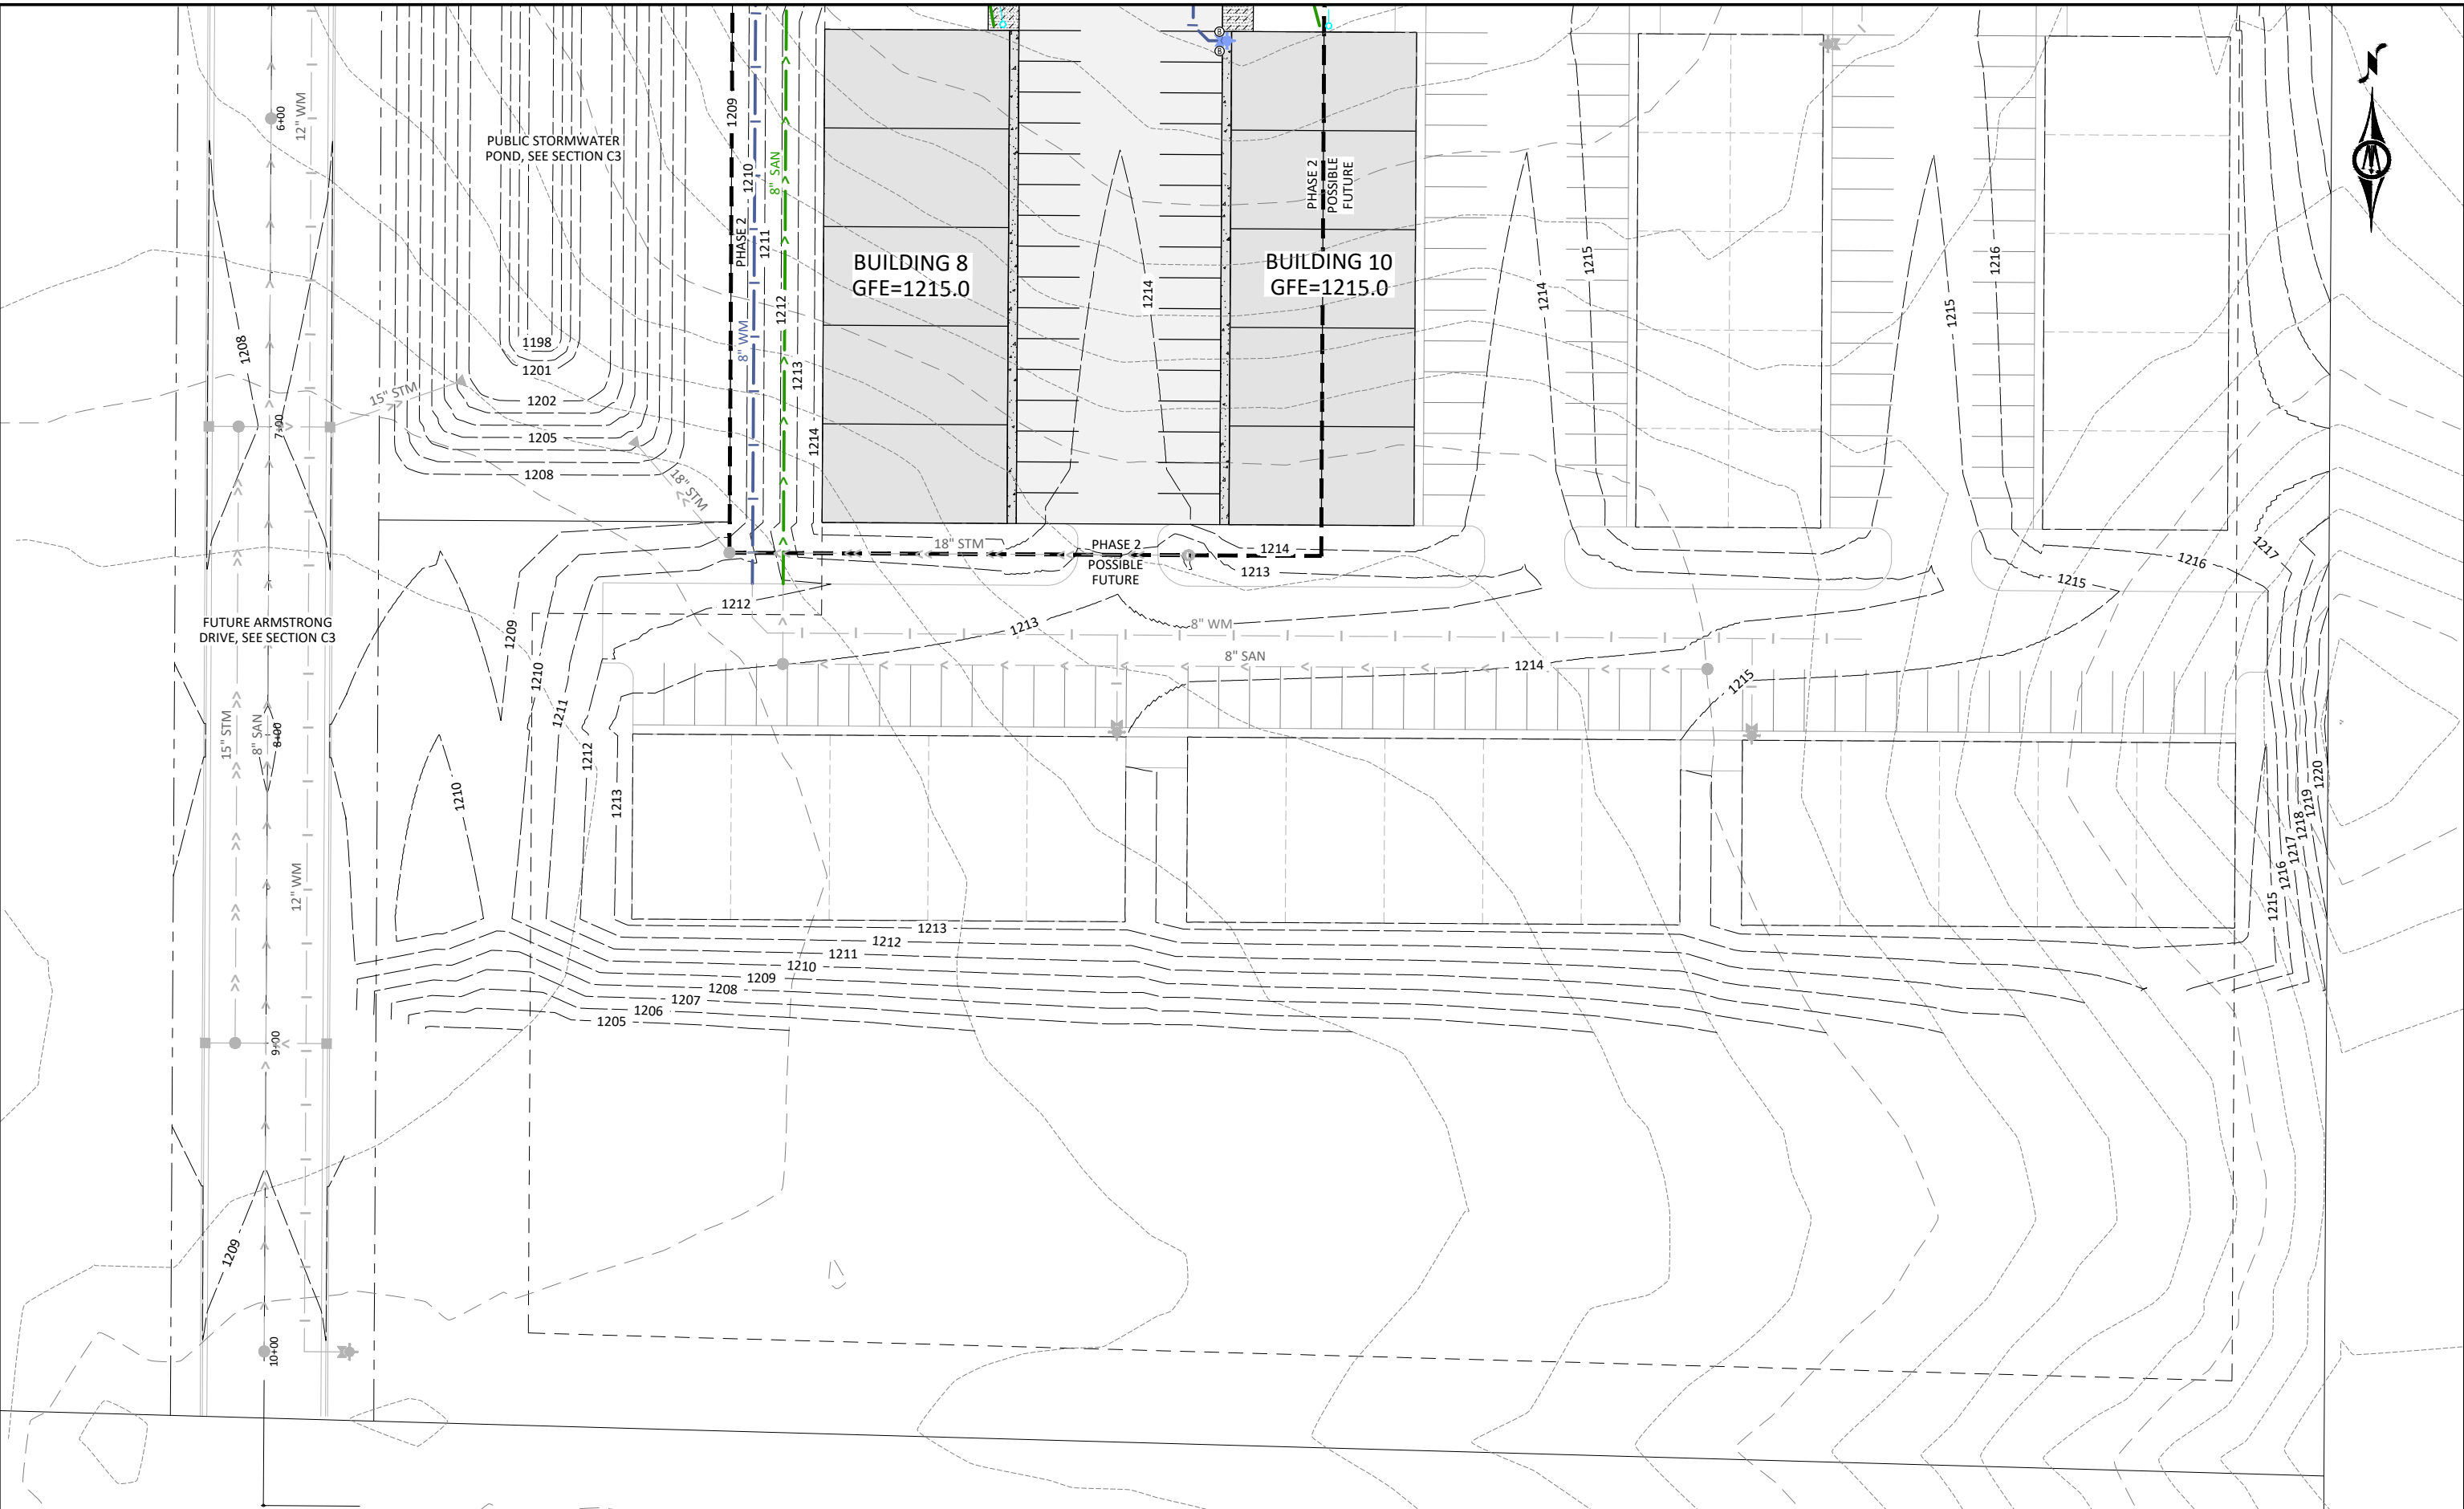 N
6+00
12" WM
PUBLIC STORMWATER
POND, SEE SECTION C3
1209
1210
8" SAN
PHASE 2
1211
1212
8" WM
1213
1214
B
B
BUILDING 8
GFE=1215.0
1214
PHASE 2
POSSIBLE
FUTURE
BUILDING 10
GFE=1215.0
1214
1215
1215
1216
1208
1198
1201
1202
1205
1208
15" STM
7+00
18" STM
18" STM
PHASE 2
POSSIBLE
FUTURE
1214
1213
1217
1216
1215
1212
1213
8" WM
8" SAN
1214
1215
FUTURE ARMSTRONG
DRIVE, SEE SECTION C3
1209
1210
1211
1212
1213
15" STM
8" SAN
8+00
1210
12" WM
1220
1219
1218
1217
1216
1215
1213
1212
1211
1210
1209
1208
1207
1206
1205
9+00
1209
10+00